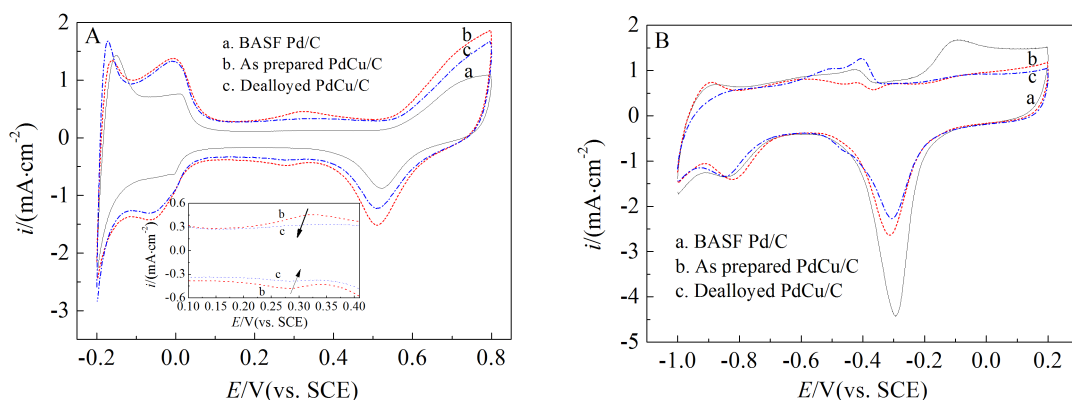 A
a. BASF Pd/C
b. As prepared PdCu/C
c. Dealloyed PdCu/C
b
c
a
2
1
0
-1
-2
-3
i/(mA·cm-2)
-0.2
0.0
0.2
0.4
0.6
0.8
E/V(vs. SCE)
0.6
0.3
0.0
-0.3
-0.6
i/(mA·cm-2)
b
c
c
b
0.10
0.15
0.20
0.25
0.30
0.35
0.40
E/V(vs. SCE)
B
b
c
a
a. BASF Pd/C
b. As prepared PdCu/C
c. Dealloyed PdCu/C
2
1
0
-1
-2
-3
-4
-5
i/(mA·cm-2)
-1.0
-0.8
-0.6
-0.4
-0.2
0.0
0.2
E/V(vs. SCE)